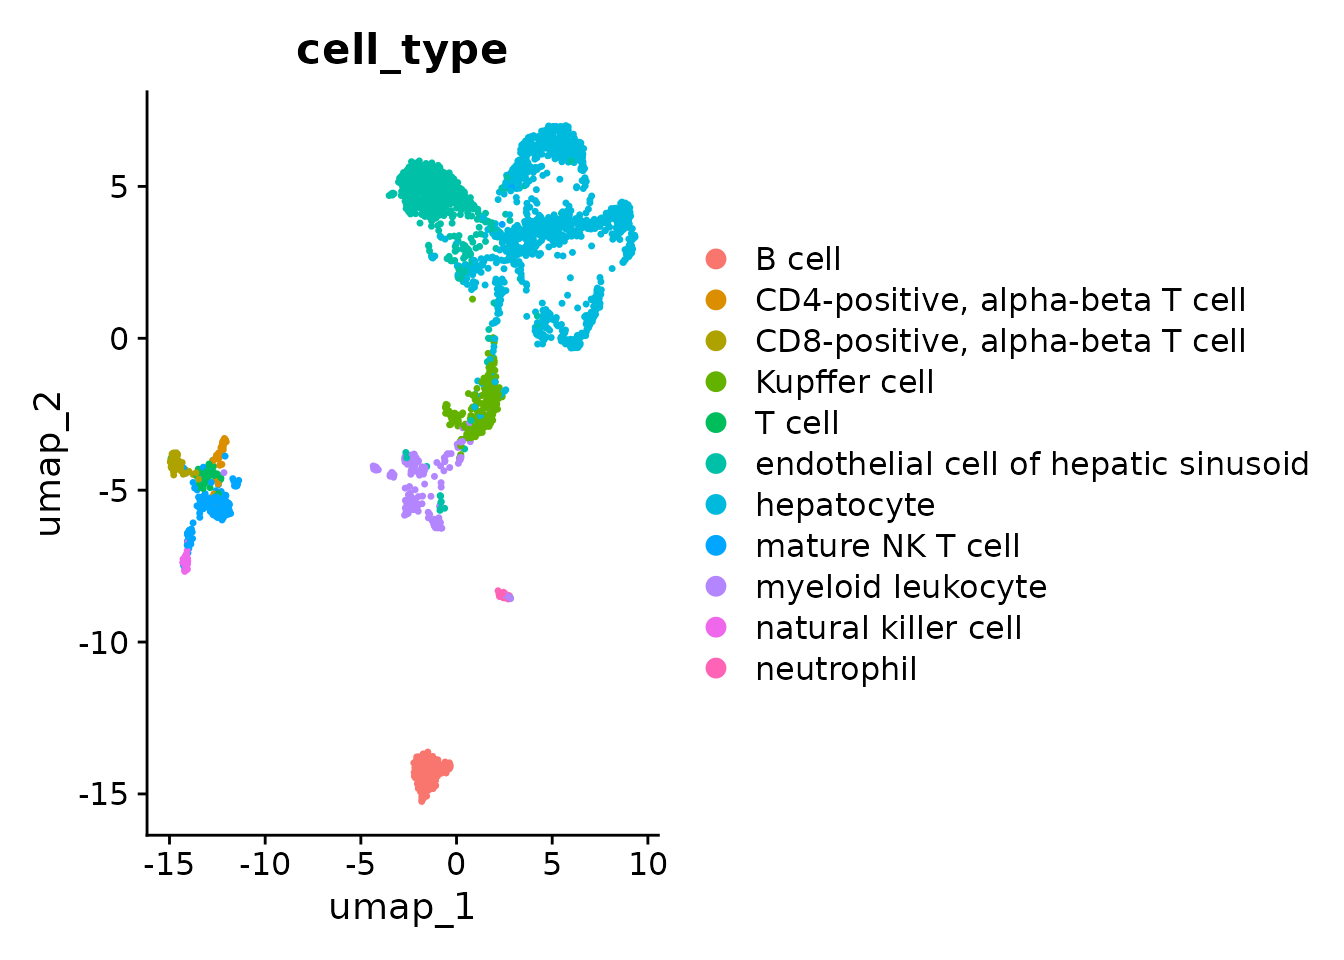 cell_type
umap_2
5
0
-5
-10
-15
-15 -10 -5 0 5 10
umap_1
B cell
CD4-positive, alpha-beta T cell
CD8-positive, alpha-beta T cell
Kupffer cell
T cell
endothelial cell of hepatic sinusoid
hepatocyte
mature NK T cell
myeloid leukocyte
natural killer cell
neutrophil